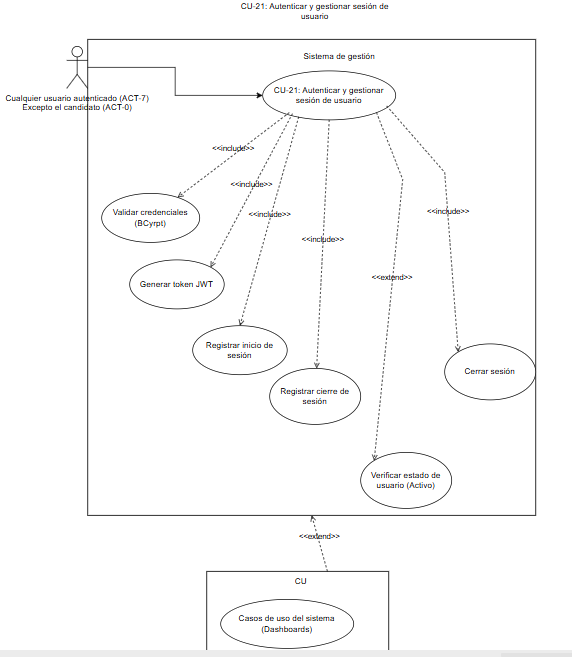 CU-21: Autenticar y gestionar sesión de
usuario
Sistema de gestión
CU-21: Autenticar y gestionar
sesión de usuario
Cualquier usuario autenticado (ACT-7)
Excepto el candidato (ACT-0)
<<include>>
<<include>>
<<include>>
<<include>>
<<include>>
<<extend>>
Validar credenciales
(BCyrpt)
Generar token JWT
Registrar inicio de
sesión
Registrar cierre de
sesión
Cerrar sesión
Verificar estado de
usuario (Activo)
<<extend>>
CU
Casos de uso del sistema
(Dashboards)